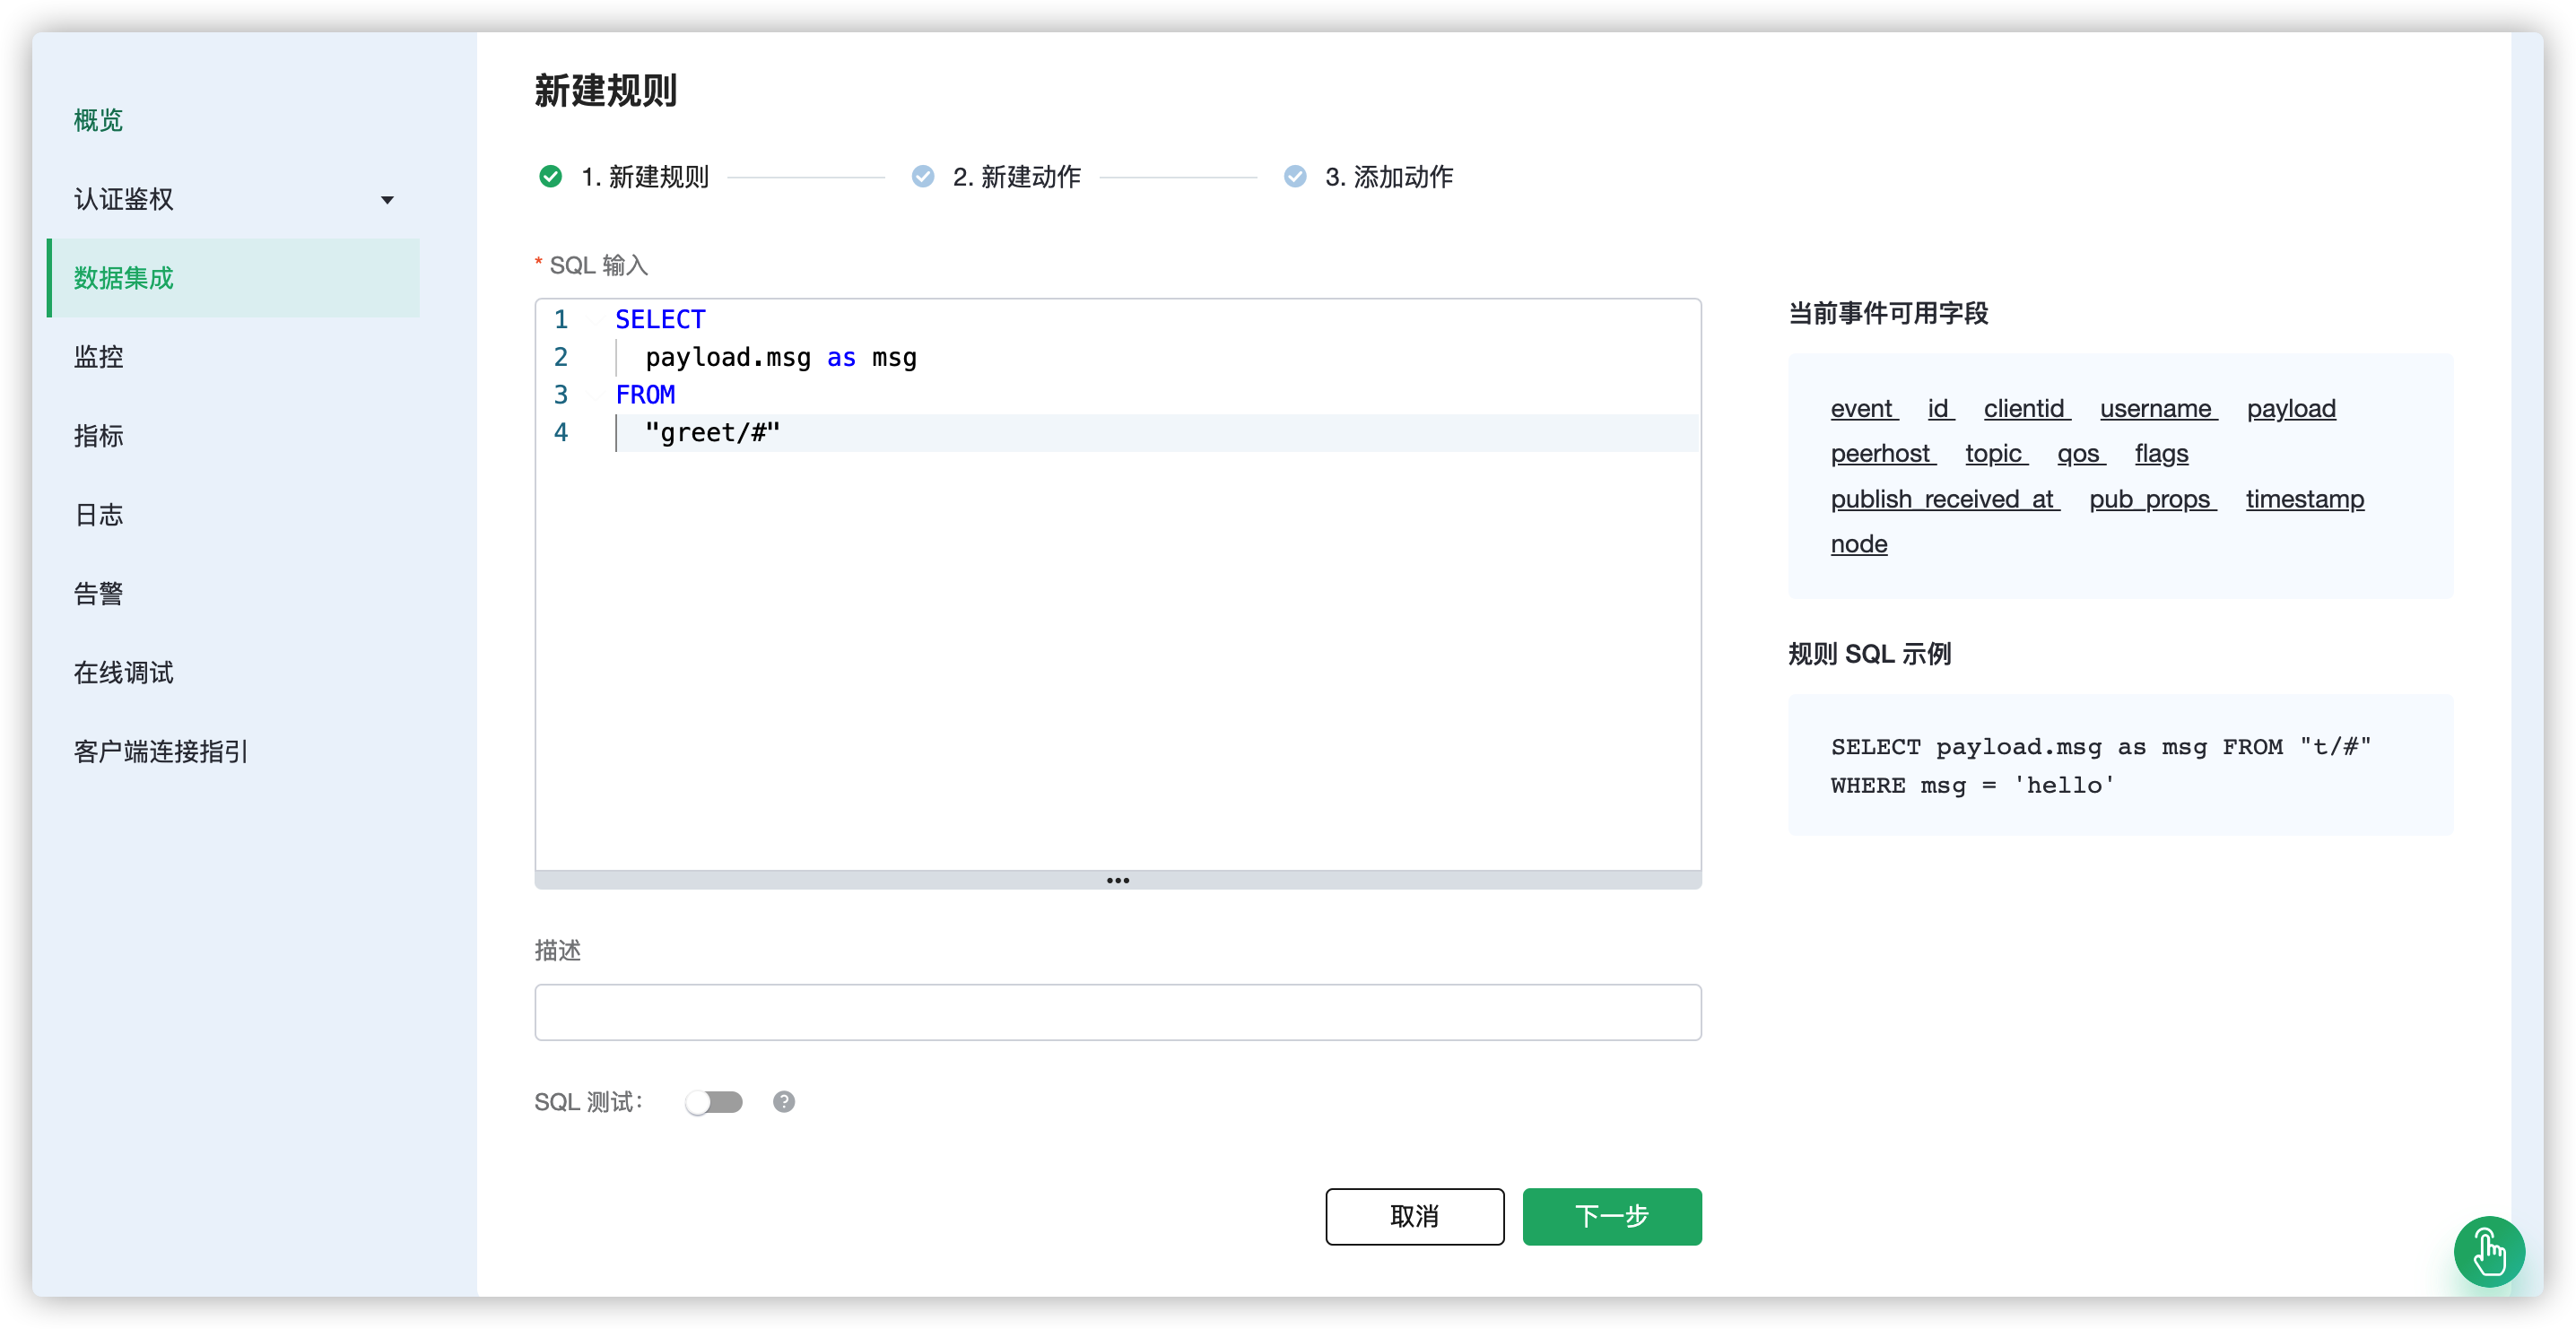 概览
认证鉴权
数据集成
监控
指标
日志
告警
在线调试
客户端连接指引
新建规则
1. 新建规则 2. 新建动作 3. 添加动作
* SQL 输入
1 SELECT
2 payload.msg as msg
3 FROM
4 "greet/#"
描述
SQL 测试：
取消 下一步
当前事件可用字段
event id clientid username payload
peerhost topic qos flags
publish_received_at pub_props timestamp
node
规则 SQL 示例
SELECT payload.msg as msg FROM "t/#"
WHERE msg = 'hello'